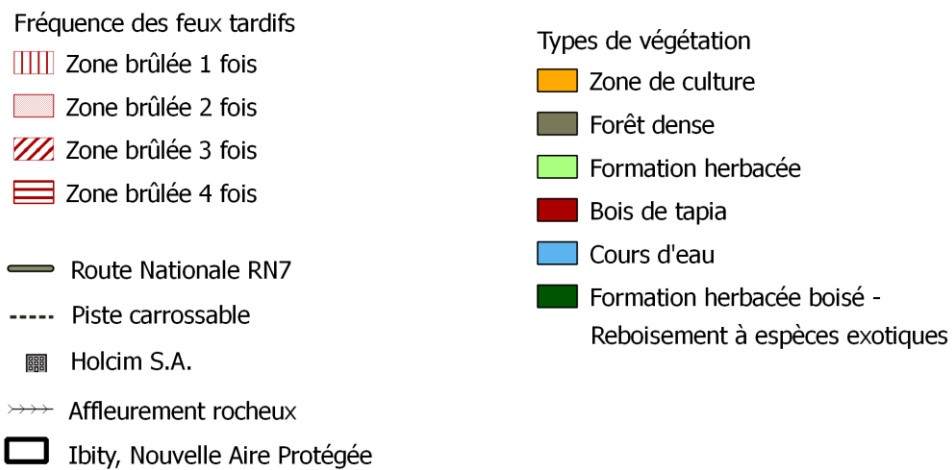 Fréquence des feux tardifs
Zone brûlée 1 fois
Zone brûlée 2 fois
Zone brûlée 3 fois
Zone brûlée 4 fois
Route Nationale RN7
Piste carrossable
Holcim S.A.
Affleurement rocheux
Ibity, Nouvelle Aire Protégée
Types de végétation
Zone de culture
Forêt dense
Formation herbacée
Bois de tapia
Cours d'eau
Formation herbacée boisé -
Reboisement à espèces exotiques